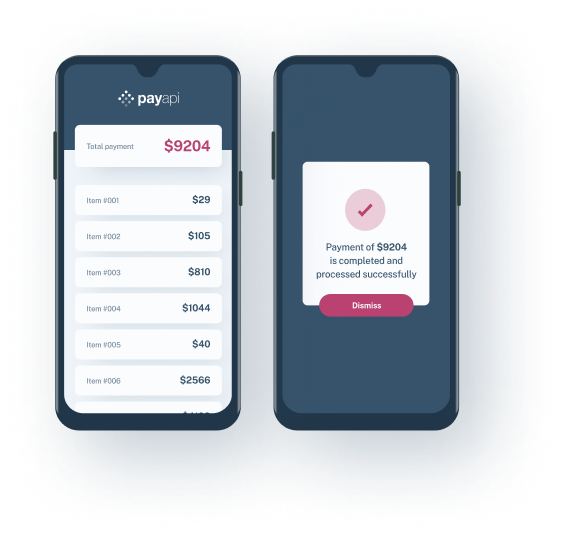 payapi
Total payment $9204
Item #001 $29
Item #002 $105
Item #003 $810
Item #004 $1044
Item #005 $40
Item #006 $2566
Payment of $9204
is completed and
processed successfully
Dismiss